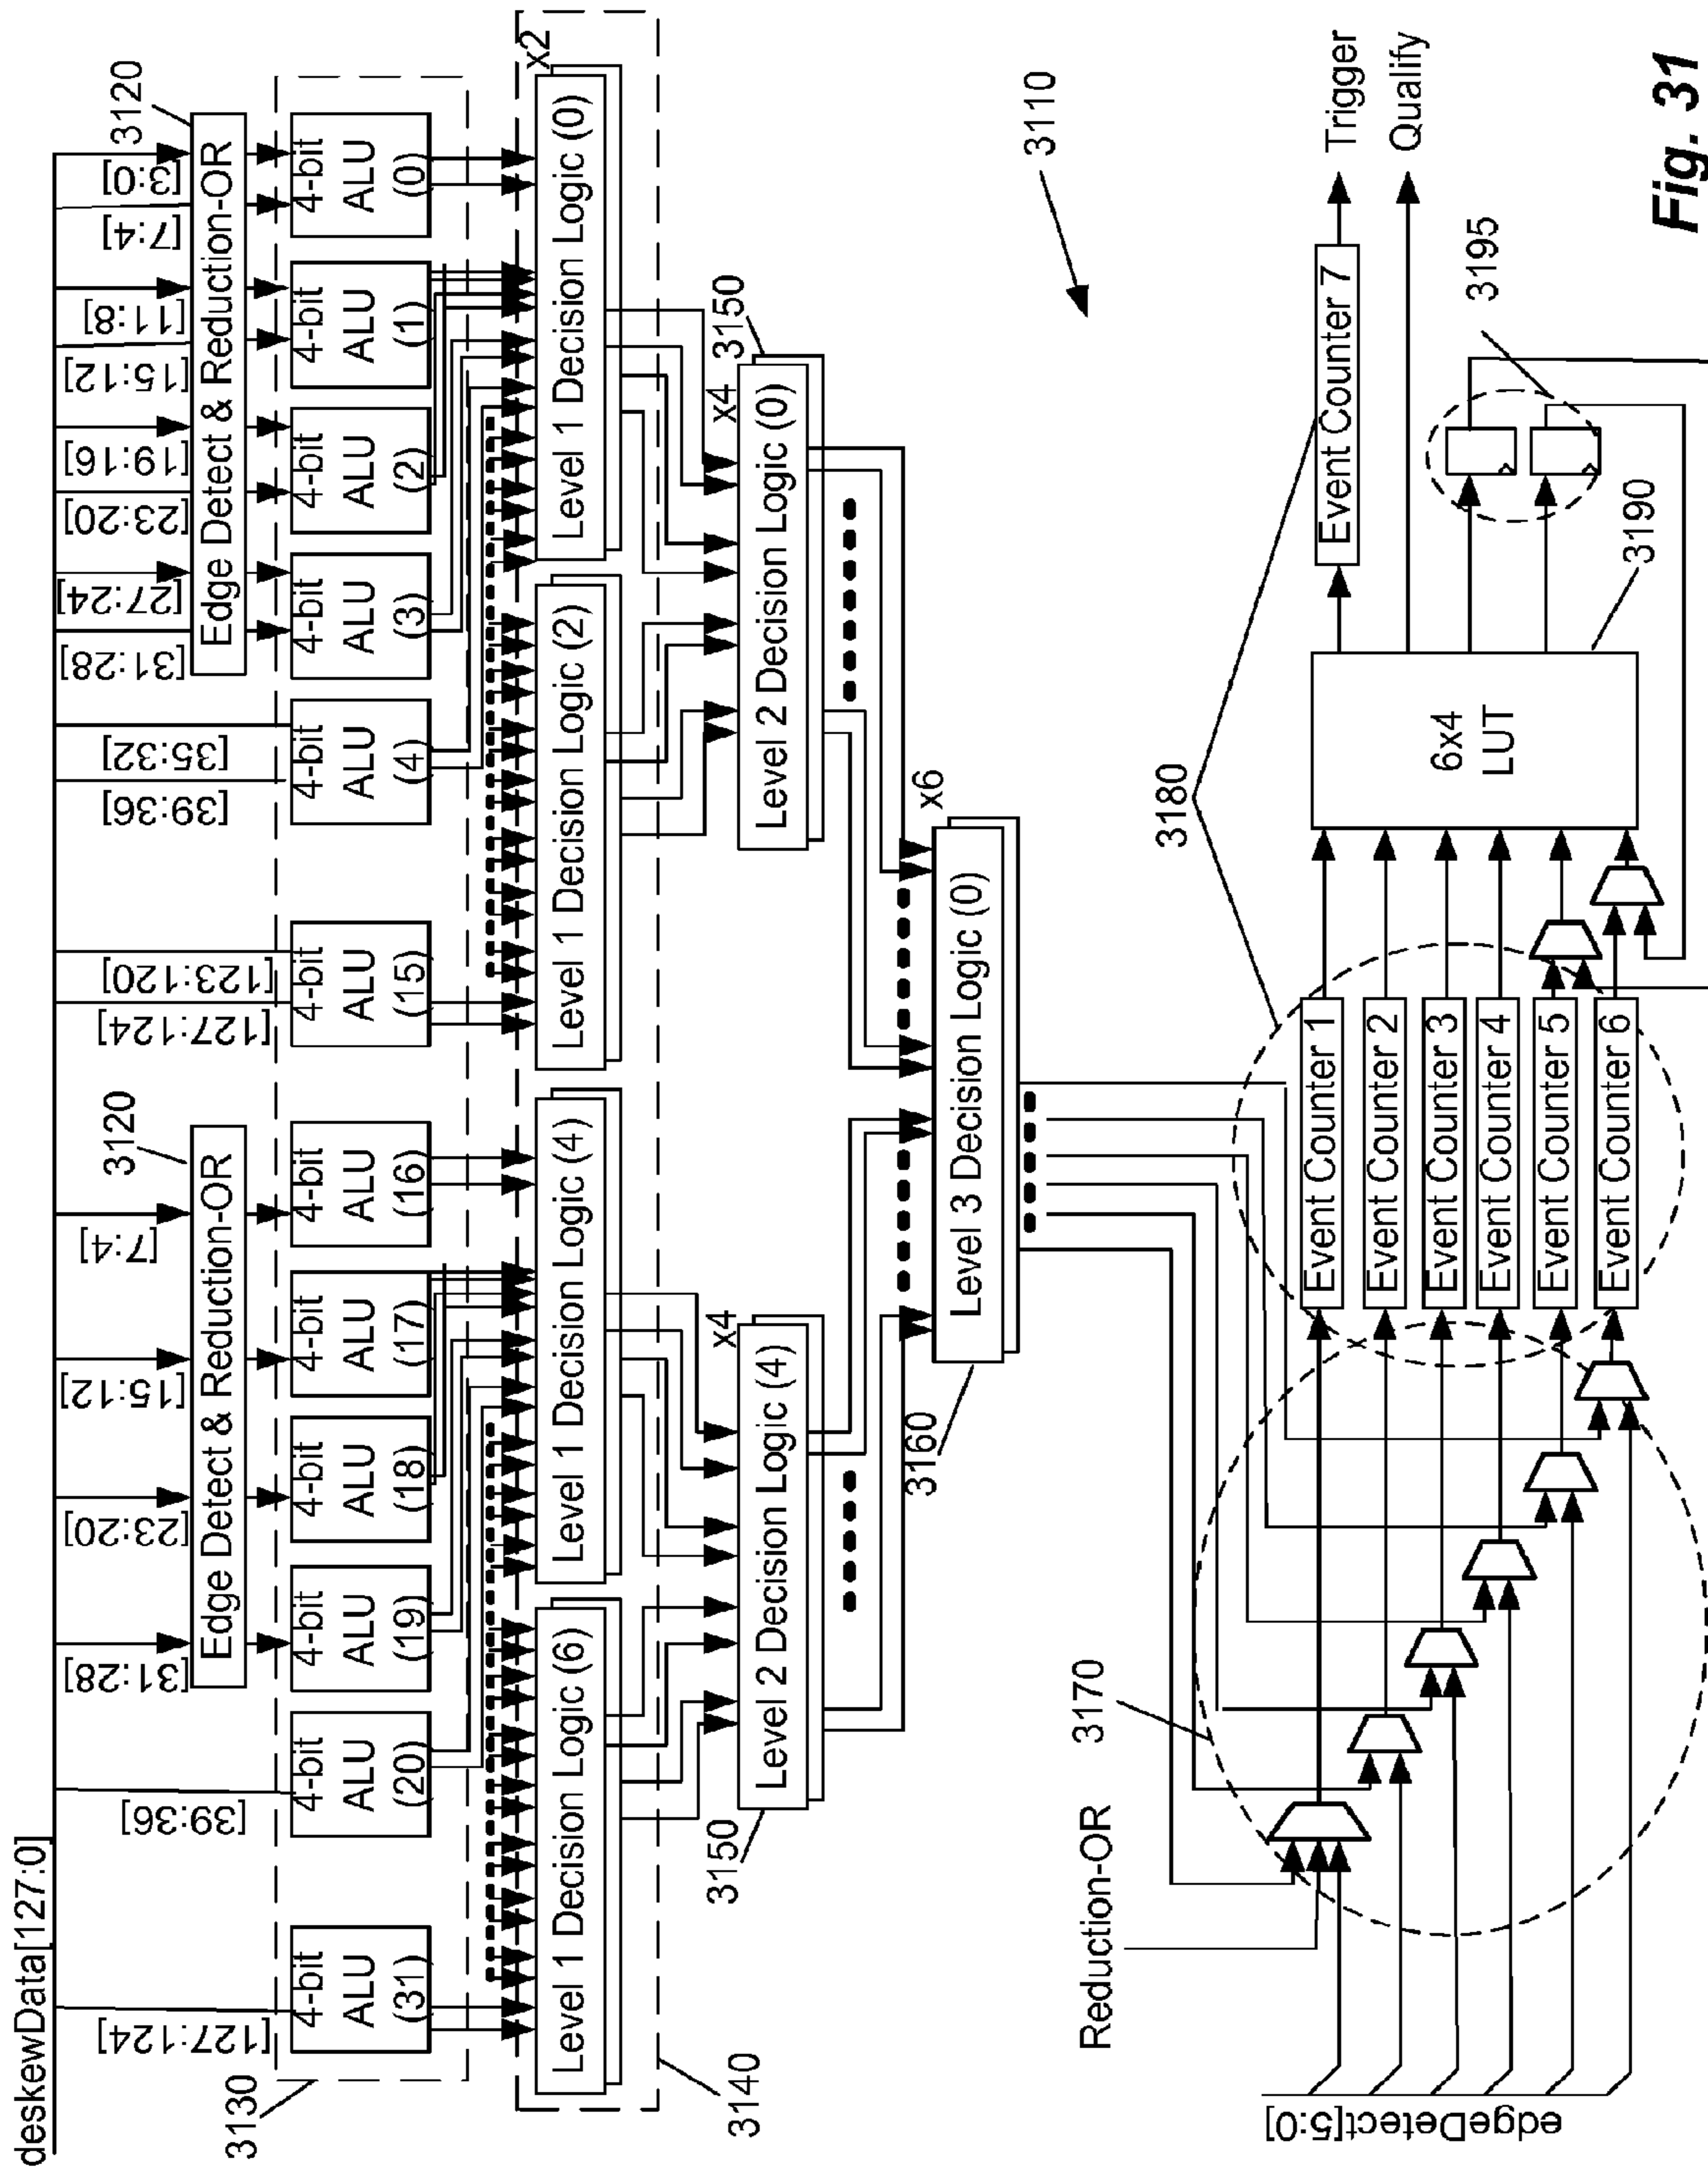 deskewData[127:0]
3120
3120
[3:0]
[7:4]
[11:8]
[15:12]
[19:16]
[23:20]
[27:24]
[31:28]
[35:32]
[39:36]
[123:120]
[127:124]
[7:4]
[15:12]
[23:20]
[31:28]
[39:36]
[127:124]
Edge Detect & Reduction-OR
Edge Detect & Reduction-OR
3130
4-bit
ALU
(31)
4-bit
ALU
(20)
4-bit
ALU
(19)
4-bit
ALU
(18)
4-bit
ALU
(17)
4-bit
ALU
(16)
4-bit
ALU
(15)
4-bit
ALU
(4)
4-bit
ALU
(3)
4-bit
ALU
(2)
4-bit
ALU
(1)
4-bit
ALU
(0)
x2
Level 1 Decision Logic (6)
Level 1 Decision Logic (4)
Level 1 Decision Logic (2)
Level 1 Decision Logic (0)
3140
3150
x4
x4
3150
Level 2 Decision Logic (4)
Level 2 Decision Logic (0)
3160
x6
Level 3 Decision Logic (0)
3110
Reduction-OR
3170
3180
edgeDetect[5:0]
Event Counter 1
Event Counter 2
Event Counter 3
Event Counter 4
Event Counter 5
Event Counter 6
6x4
LUT
3190
Event Counter 7
Trigger
Qualify
3195
Fig. 31